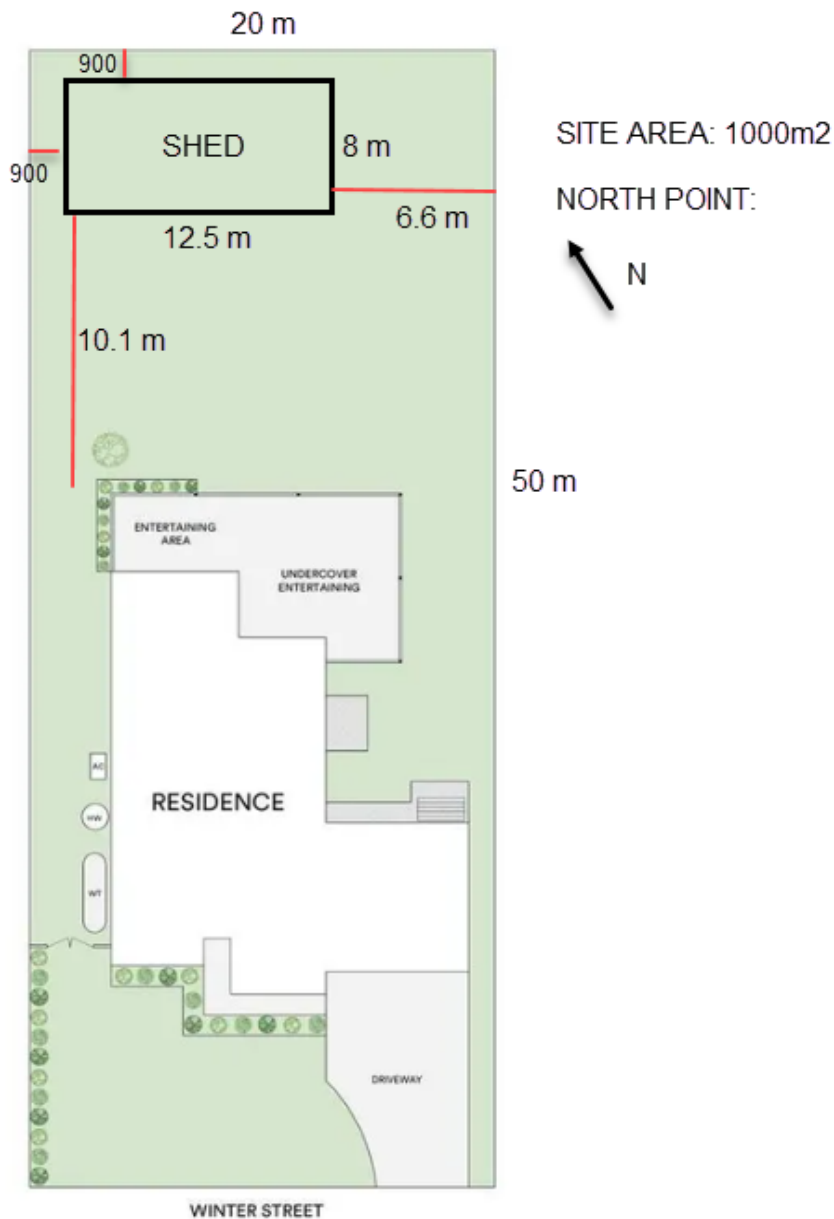 20 m
900
SHED
8 m
SITE AREA: 1000m2
900
NORTH POINT:
12.5 m
6.6 m
N
10.1 m
50 m
ENTERTAINING
AREA
UNDERCOVER
ENTERTAINING
AC
RESIDENCE
HW
WT
DRIVEWAY
WINTER STREET